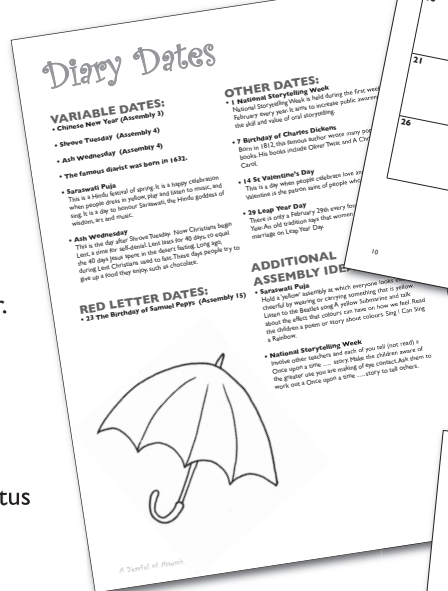 Diary Dates
VARIABLE DATES:
• Chinese New Year (Assembly 3)
• Shrove Tuesday (Assembly 4)
• Ash Wednesday (Assembly 4)
• The famous diarist was born in 1632.
• Saraswati Puja
This is a Hindu festival of spring. It is a happy celebration
when people dress in yellow, play and listen to music, and
sing. It is a day to honour Saraswati, the Hindu goddess of
wisdom, art and music.
• Ash Wednesday
This is the day after Shrove Tuesday. Now Christians begin
Lent, a time for self-denial. Lent lasts for 40 days, to equal
the 40 days Jesus spent in the desert fasting. Long ago,
during Lent Christians used to fast. These days people try to
give up a food they enjoy, such as chocolate.
RED LETTER DATES:
• 23 The Birthday of Samuel Pepys (Assembly 15)
OTHER DATES:
• 1 National Storytelling Week
National Storytelling Week is held during the first wee
February every year. It aims to increase public aware
the skill and value of oral storytelling.
• 7 Birthday of Charles Dickens
Born in 1812, this famous author wrote many po
books. His books include Oliver Twist and A Ch
Carol.
• 14 St Valentine's Day
This is a day when people celebrate love an
Valentine is the patron saint of people who
• 29 Leap Year Day
There is only a February 29th every fou
Year. An old tradition says that women
marriage on Leap Year Day.
ADDITIONAL
ASSEMBLY IDE
• Saraswati Puja
Hold a 'yellow' assembly at which everyone looks
cheerful by wearing or carrying something that is yellow.
Listen to the Beatles song A yellow Submarine and talk
about the effect that colours can have on how we feel. Read
the children a poem or story about colours. Sing I Can Sing
a Rainbow.
• National Storytelling Week
Involve other teachers and each of you tell (not read) a
Once upon a time ..... story. Make the children aware of
the greater use you are making of eye contact. Ask them to
work out a Once upon a time .....story to tell others.
21
26
10
r.
tus